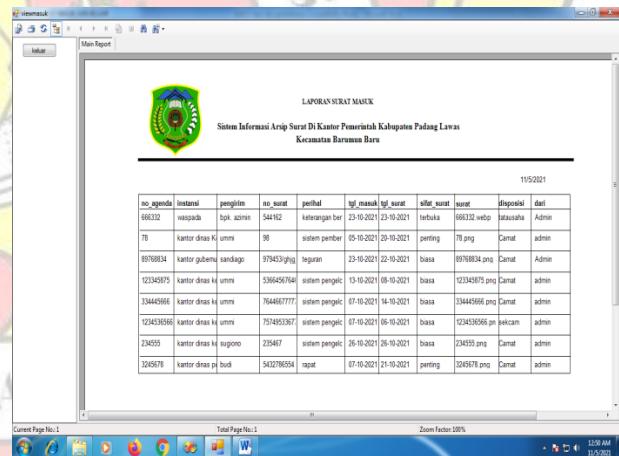 viewmasuk
keluar
Main Report
LAPORAN SURAT MASUK
Sistem Informasi Arsip Surat Di Kantor Pemerintah Kabupaten Padang Lawas
Kecamatan Barumun Baru
11/5/2021
no_agenda instansi pengirim no_surat perihal tgl_masuk tgl_surat sifat_surat surat disposisi dari
666332 waspada bpk. azimin 544162 keterangan ber 23-10-2021 23-10-2021 terbuka 666332.webp tatausaha Admin
78 kantor dinas K ummi 98 sistem pember 05-10-2021 20-10-2021 penting 78.png Camat admin
89768834 kantor gubernu sandiago 979453/ghjg teguran 23-10-2021 22-10-2021 biasa 89768834.png Camat Admin
123345875 kantor dinas ke ummi 5366456764 sistem pengelc 13-10-2021 08-10-2021 biasa 123345875.png Camat admin
334445666 kantor dinas ke ummi 7644667777 sistem pengelc 07-10-2021 14-10-2021 biasa 334445666.png Camat admin
1234536566 kantor dinas ke ummi 7574953367 sistem pengelc 07-10-2021 06-10-2021 biasa 1234536566.pn sekcam admin
234555 kantor dinas ke sugiono 235467 sistem pengelc 26-10-2021 26-10-2021 biasa 234555.png Camat admin
3245678 kantor dinas pe budi 5432786554 rapat 07-10-2021 21-10-2021 penting 3245678.png Camat admin
Current Page No.: 1 Total Page No.: 1 Zoom Factor: 100%
12:50 AM
11/5/2021